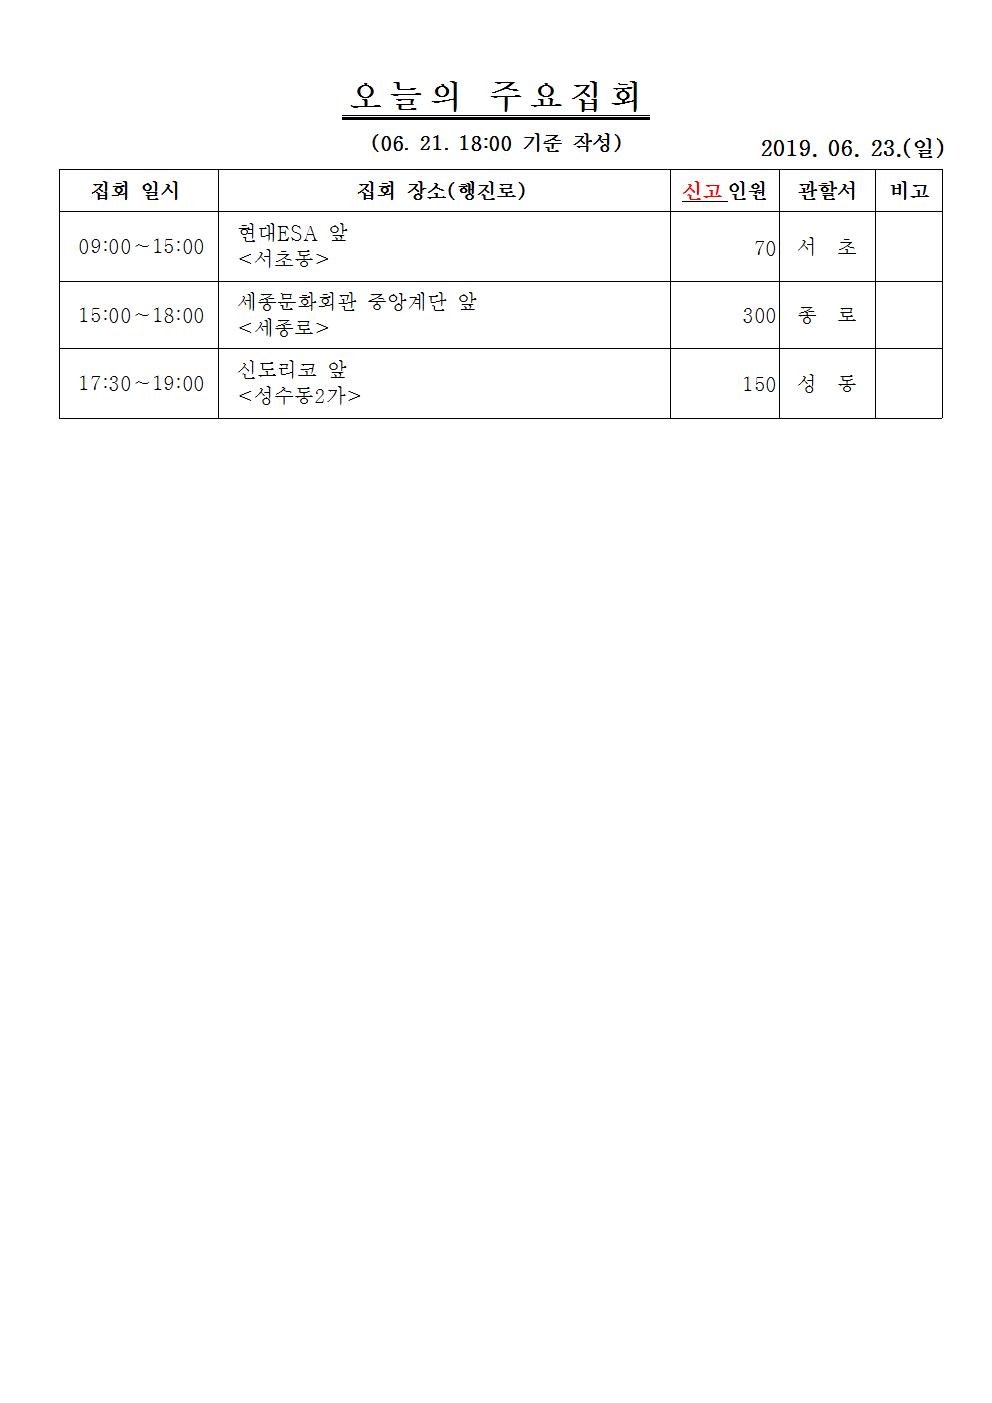 오늘의 주요집회
(06. 21. 18:00 기준 작성)
2019. 06. 23.(일)
집회 일시 집회 장소(행진로) 신고인원 관할서 비고
09:00~15:00 현대ESA 앞 70 서 초
<서초동>
15:00~18:00 세종문화회관 중앙계단 앞 300 종 로
<세종로>
17:30~19:00 신도리코 앞 150 성 동
<성수동2가>